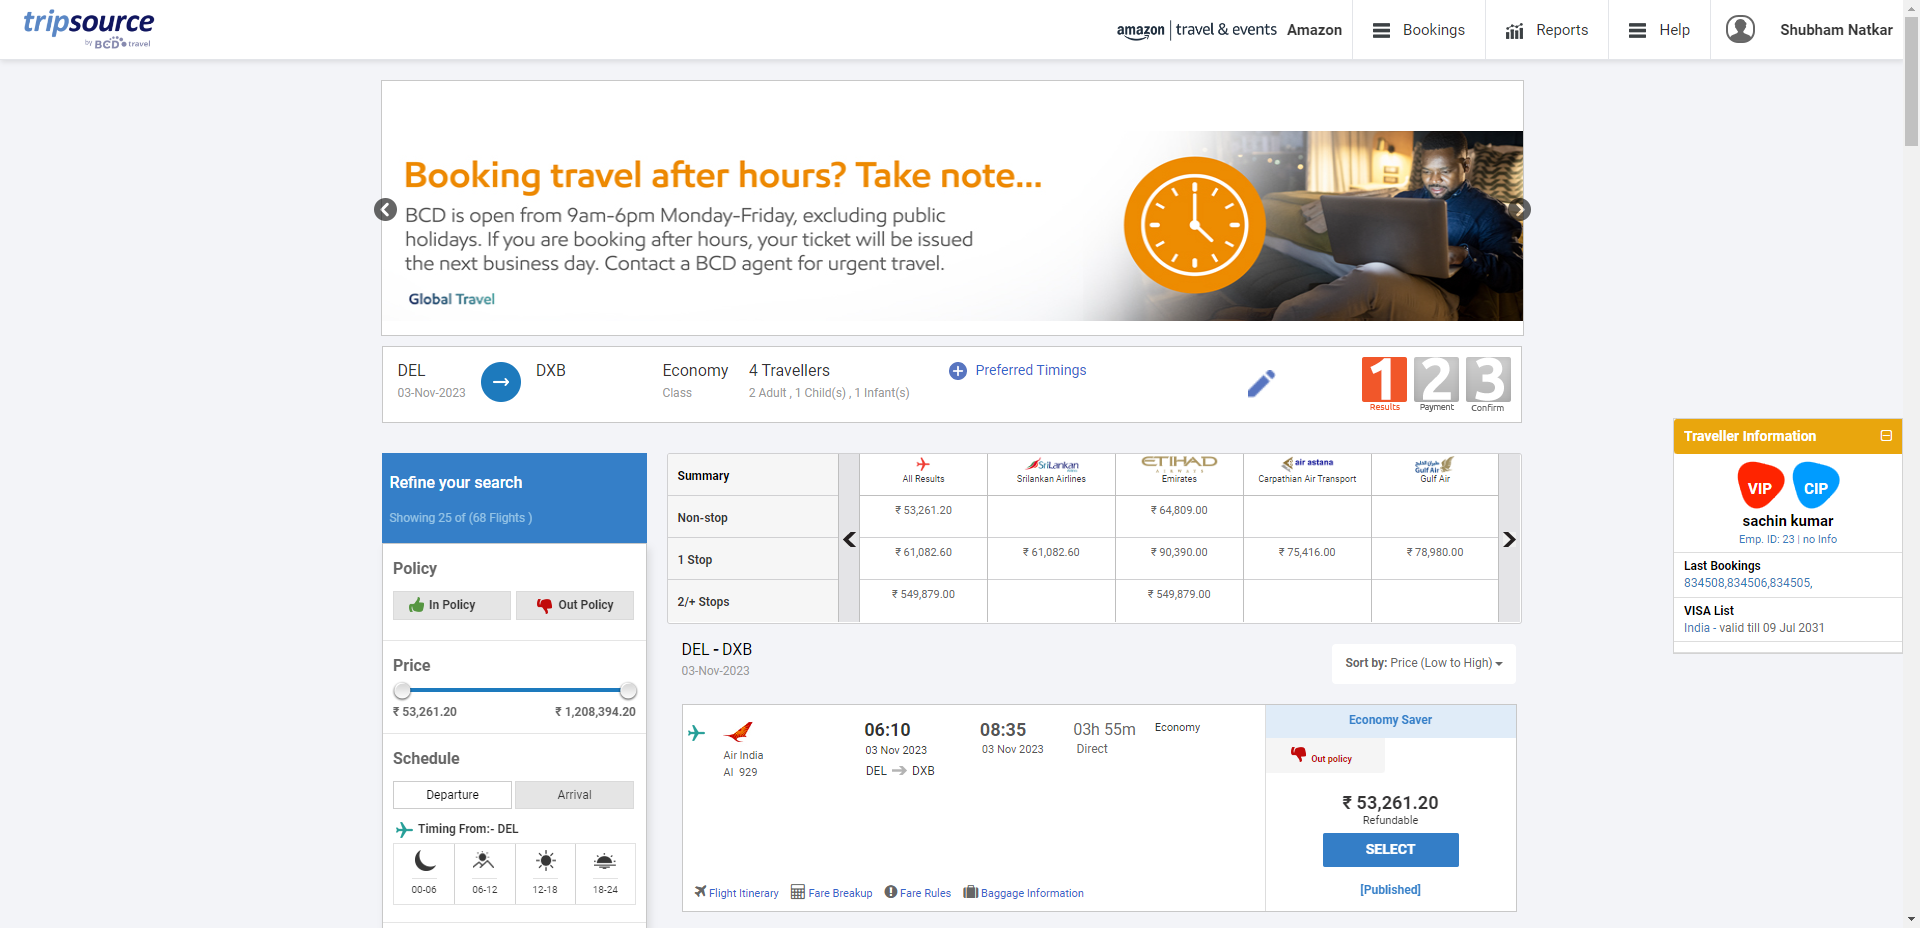 tripsource
by BCD travel
amazon | travel & events Amazon
Bookings
Reports
Help
Shubham Natkar
Booking travel after hours? Take note...
BCD is open from 9am-6pm Monday-Friday, excluding public
holidays. If you are booking after hours, your ticket will be issued
the next business day. Contact a BCD agent for urgent travel.
Global Travel
DEL
03-Nov-2023
DXB
Economy
Class
4 Travellers
2 Adult , 1 Child(s) , 1 Infant(s)
Preferred Timings
1 2 3
Results Payment Confirm
Traveller Information
VIP CIP
sachin kumar
Emp. ID: 23 | no Info
Last Bookings
834508,834506,834505,
VISA List
India - valid till 09 Jul 2031
Refine your search
Showing 25 of (68 Flights )
Policy
In Policy Out Policy
Price
₹ 53,261.20 ₹ 1,208,394.20
Schedule
Departure Arrival
Timing From:- DEL
00-06 06-12 12-18 18-24
Summary
All Results
SriLankan
Srilankan Airlines
ETIHAD
AIRWAYS
Emirates
air astana
Carpathian Air Transport
طيران الخليج
Gulf Air
Gulf Air
Non-stop ₹ 53,261.20 ₹ 64,809.00
1 Stop ₹ 61,082.60 ₹ 61,082.60 ₹ 90,390.00 ₹ 75,416.00 ₹ 78,980.00
2/+ Stops ₹ 549,879.00 ₹ 549,879.00
DEL - DXB
03-Nov-2023
Sort by: Price (Low to High)
Air India
AI 929
06:10
03 Nov 2023
DEL DXB
08:35
03 Nov 2023
03h 55m
Direct
Economy
Economy Saver
Out policy
₹ 53,261.20
Refundable
SELECT
[Published]
Flight Itinerary Fare Breakup Fare Rules Baggage Information